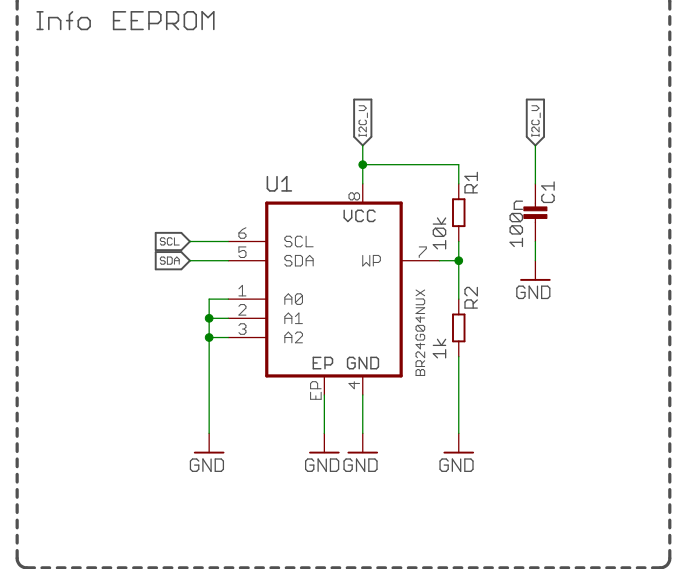 Info EEPROM
I2C_V
I2C_V
U1
8
VCC
R1
10k
C1
100n
SCL
6
SCL
SDA
5
SDA
WP
7
GND
1
A0
2
A1
3
A2
R2
1k
BR24G04NUX
EP GND
EP
4
GND
GND
GND
GND